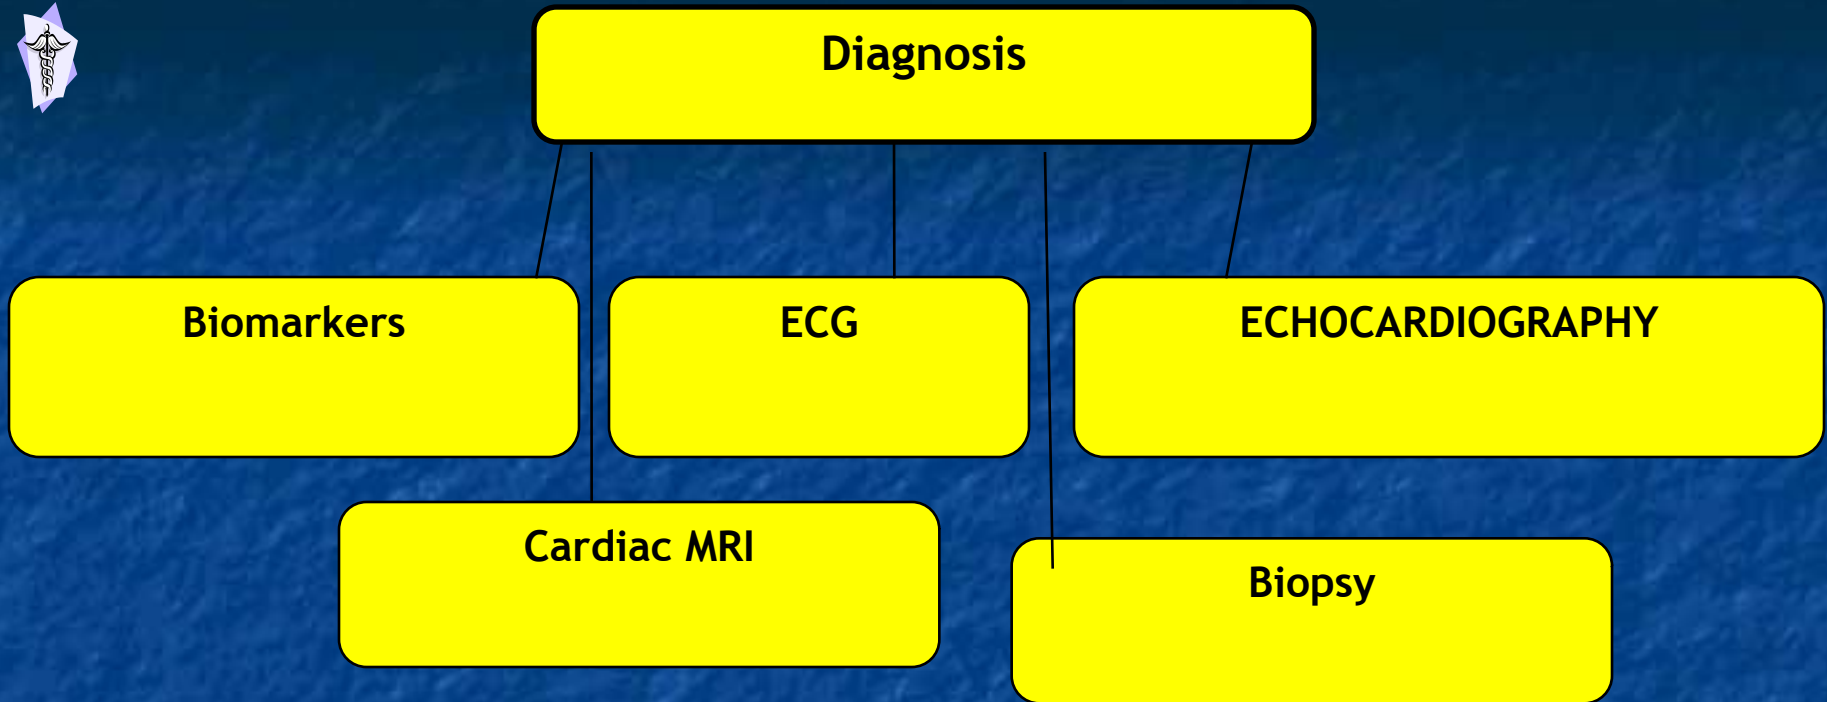 Diagnosis
Biomarkers
ECG
ECHOCARDIOGRAPHY
Cardiac MRI
Biopsy